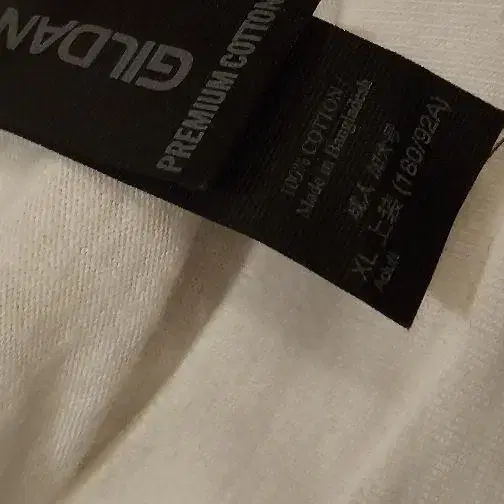 GILDAN
PREMIUM COTTON
100% COTTON /
Made in Bangladesh
成人 加大号
XL 上装 (180/92A)
Adult